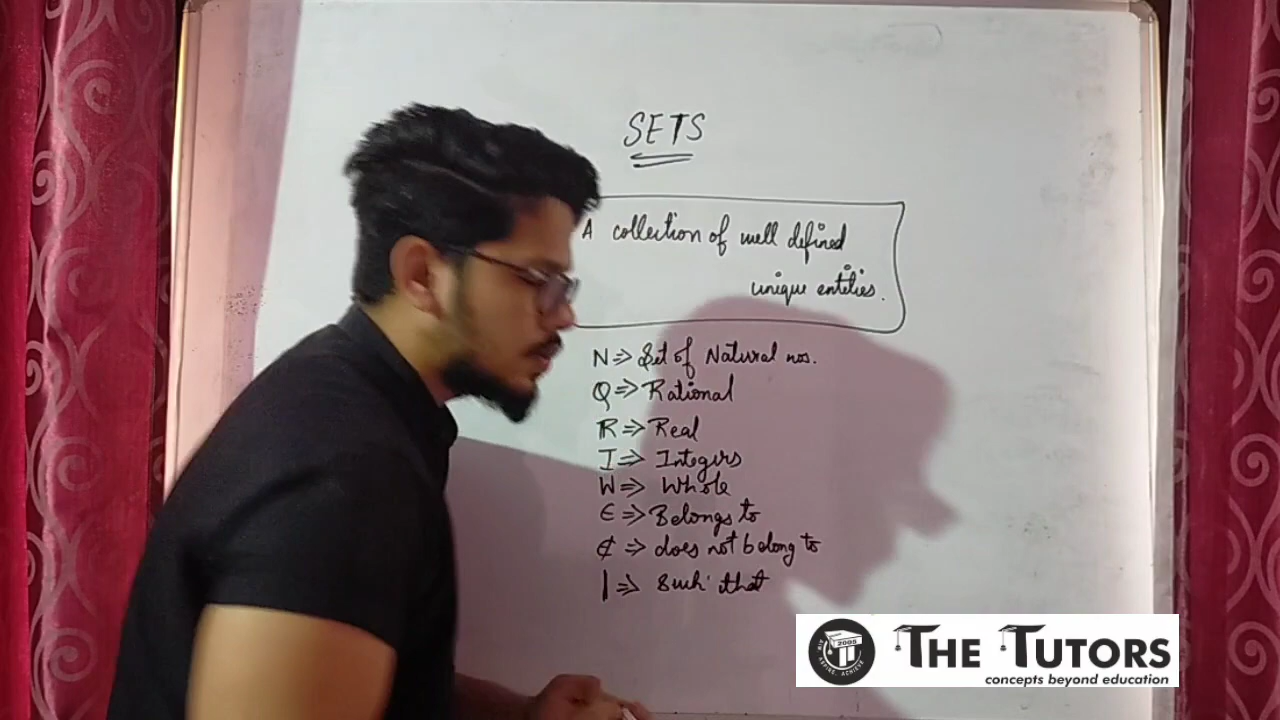 SETS
A collection of well defined
unique entities.
N => Set of Natural nos.
Q => Rational
R => Real
I => Integers
W => Whole
∈ => Belongs to
∉ => does not belong to
| => Such that
2005
THE TUTORS
concepts beyond education